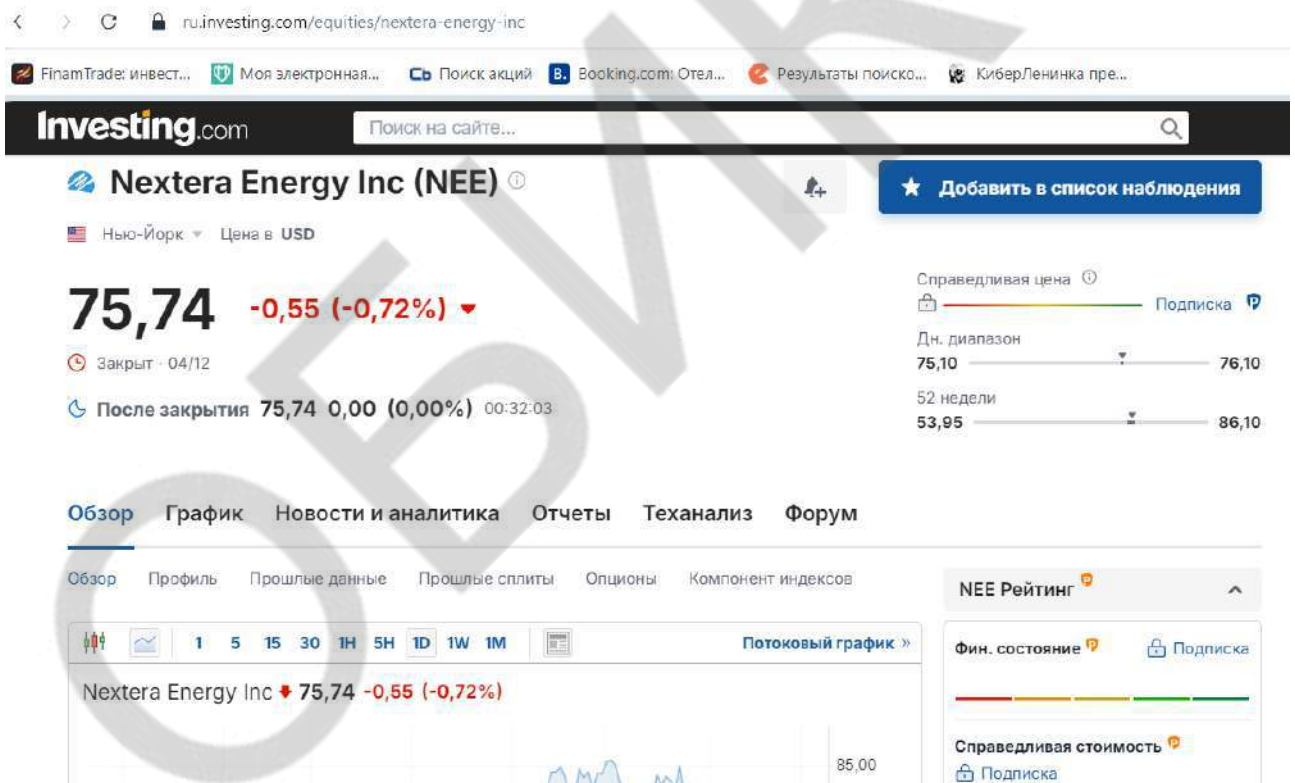 ru.investing.com/equities/nextera-energy-inc
FinamTrade: инвест... Моя электронная... Поиск акций Booking.com: Отел... Результаты поиско... КиберЛенинка пре...
Investing.com Поиск на сайте...
Nextera Energy Inc (NEE)
Добавить в список наблюдения
Нью-Йорк Цена в USD
75,74 -0,55 (-0,72%)
Закрыт · 04/12
После закрытия 75,74 0,00 (0,00%) 00:32:03
Справедливая цена
Подписка
Дн. диапазон
75,10 76,10
52 недели
53,95 86,10
Обзор График Новости и аналитика Отчеты Теханализ Форум
Обзор Профиль Прошлые данные Прошлые сплиты Опционы Компонент индексов
1 5 15 30 1H 5H 1D 1W 1M Потоковый график »
Nextera Energy Inc 75,74 -0,55 (-0,72%)
85,00
NEE Рейтинг
Фин. состояние Подписка
Справедливая стоимость
Подписка